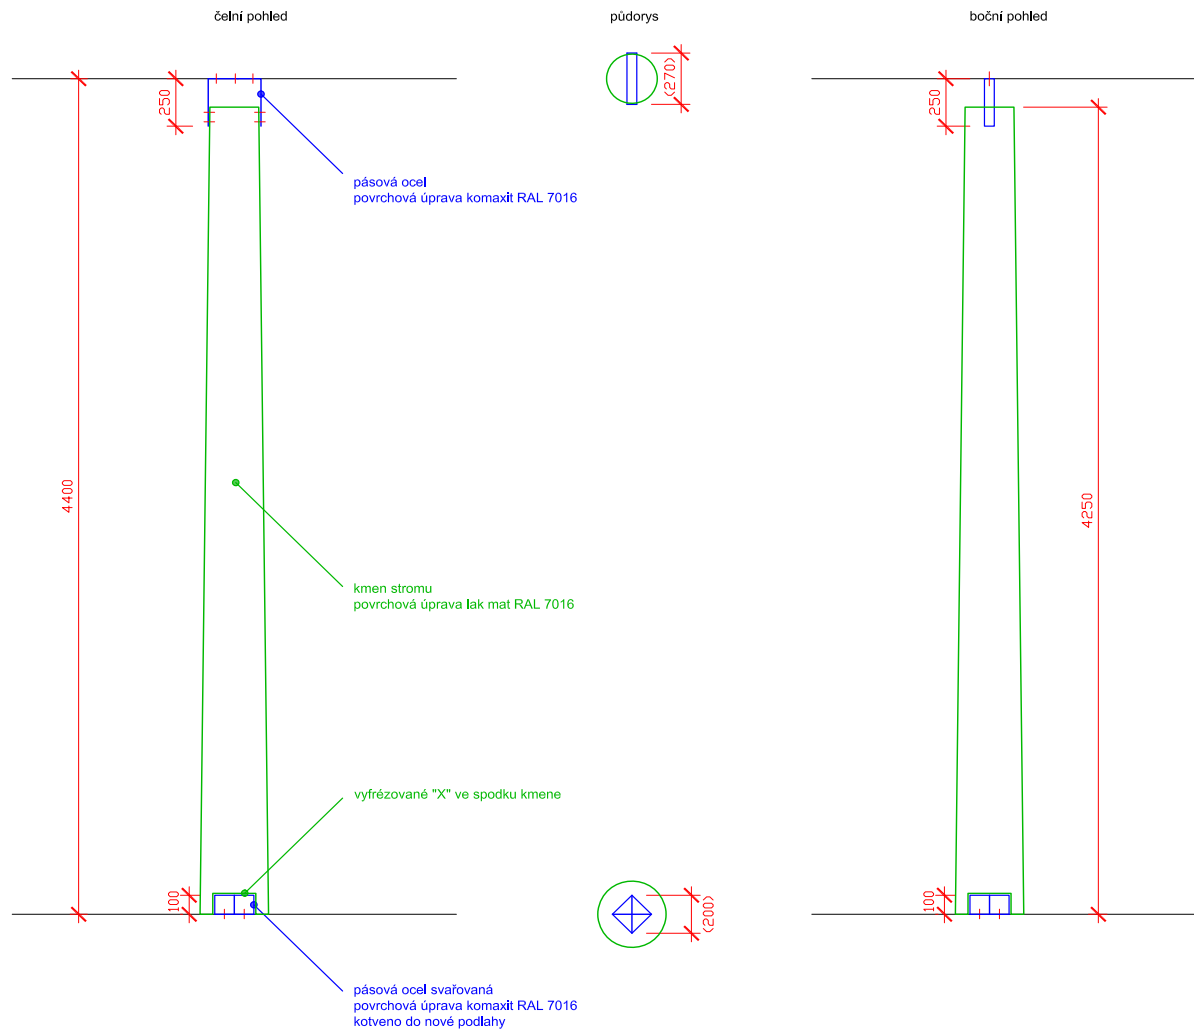 čelní pohled
půdorys
boční pohled
250
(270)
250
pásová ocel
povrchová úprava komaxit RAL 7016
4400
4250
kmen stromu
povrchová úprava lak mat RAL 7016
vyfrézované "X" ve spodku kmene
100
(200)
100
pásová ocel svařovaná
povrchová úprava komaxit RAL 7016
kotveno do nové podlahy